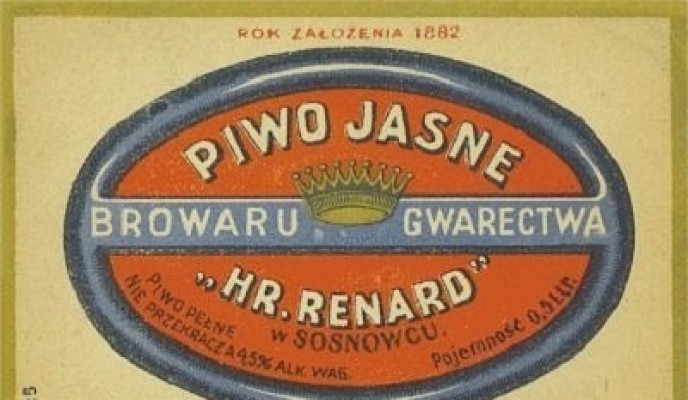 ROK ZAŁOŻENIA 1882
PIWO JASNE
BROWARU GWARECTWA
„HR. RENARD”
w SOSNOWCU.
PIWO PEŁNE
NIE PRZEKRACZA 4,5% ALK. WAG.
Pojemność 0,5 Ltr.